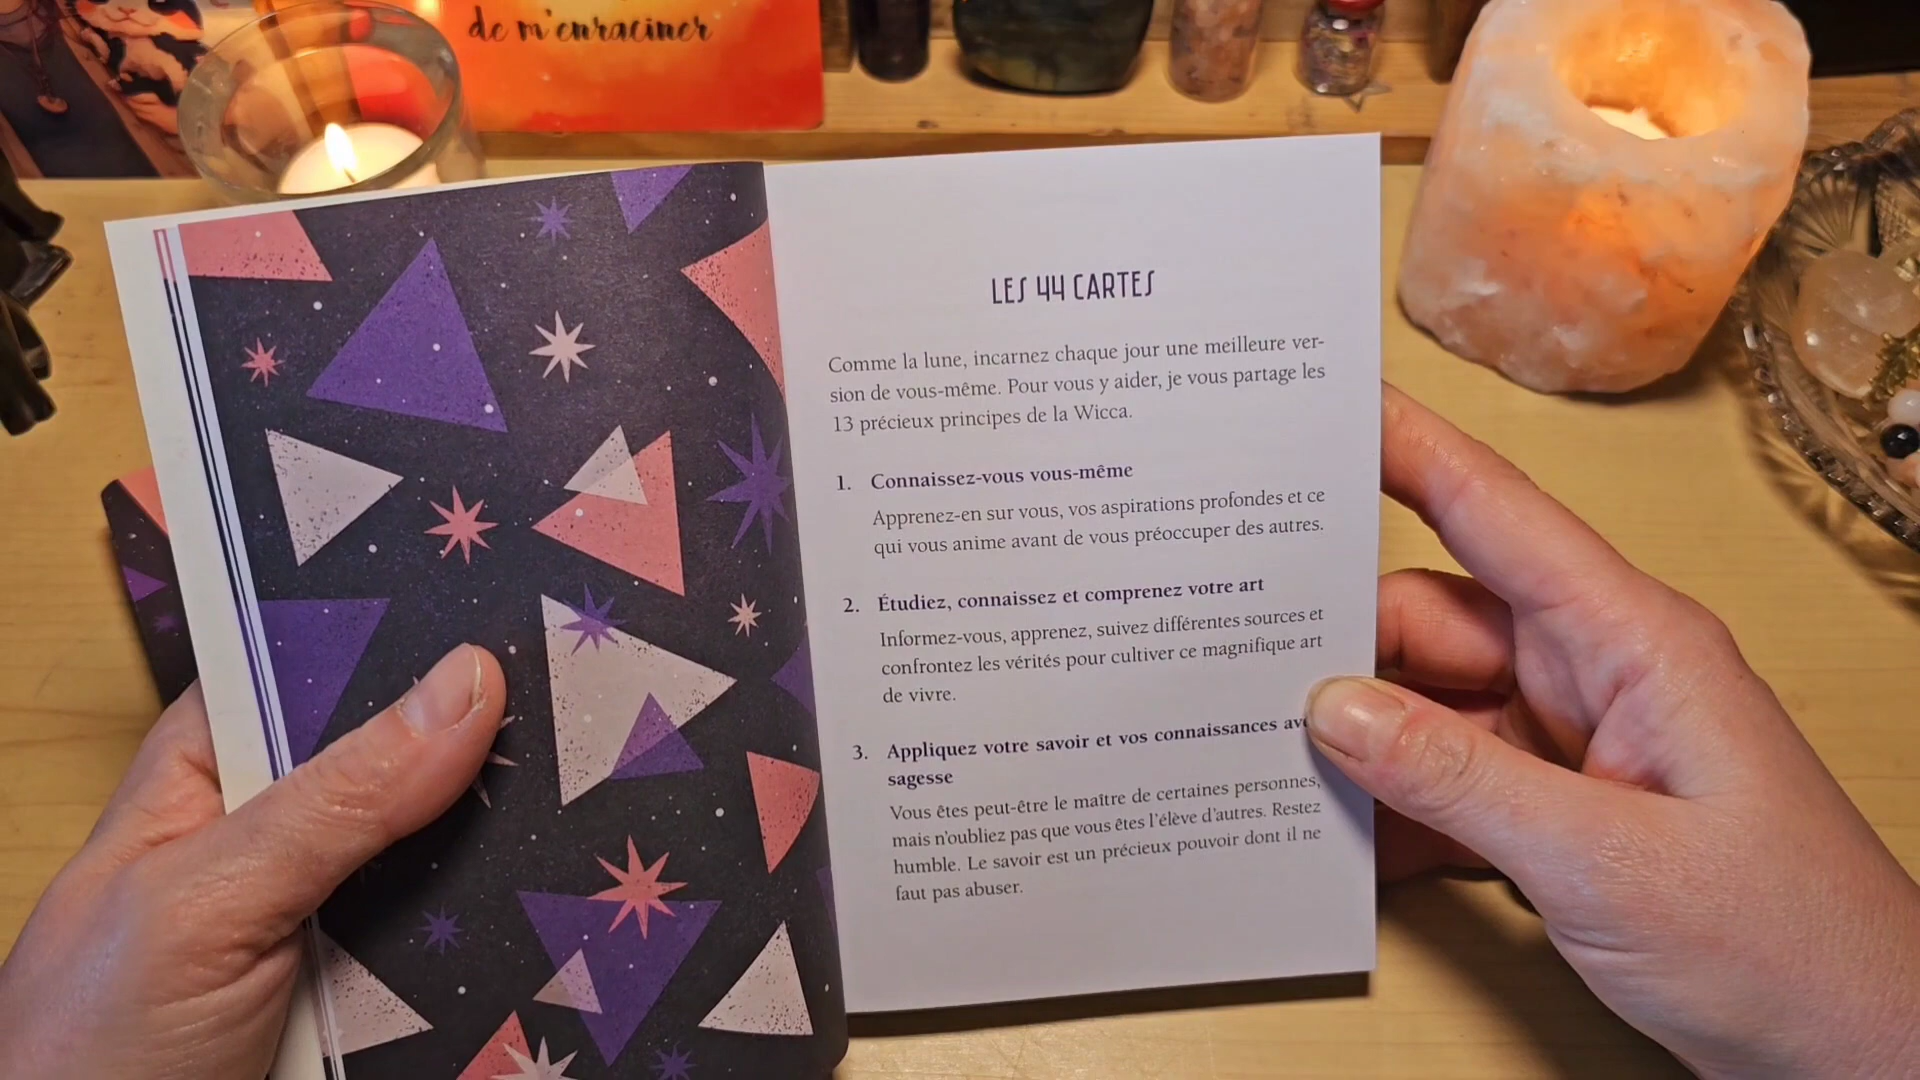 de m'enraciner
LES 44 CARTES
Comme la lune, incarnez chaque jour une meilleure ver-
sion de vous-même. Pour vous y aider, je vous partage les
13 précieux principes de la Wicca.
1. Connaissez-vous vous-même
Apprenez-en sur vous, vos aspirations profondes et ce
qui vous anime avant de vous préoccuper des autres.
2. Étudiez, connaissez et comprenez votre art
Informez-vous, apprenez, suivez différentes sources et
confrontez les vérités pour cultiver ce magnifique art
de vivre.
3. Appliquez votre savoir et vos connaissances
sagesse
Vous êtes peut-être le maître de certaines personnes,
mais n'oubliez pas que vous êtes l'élève d'autres. Restez
humble. Le savoir est un précieux pouvoir dont il ne
faut pas abuser.